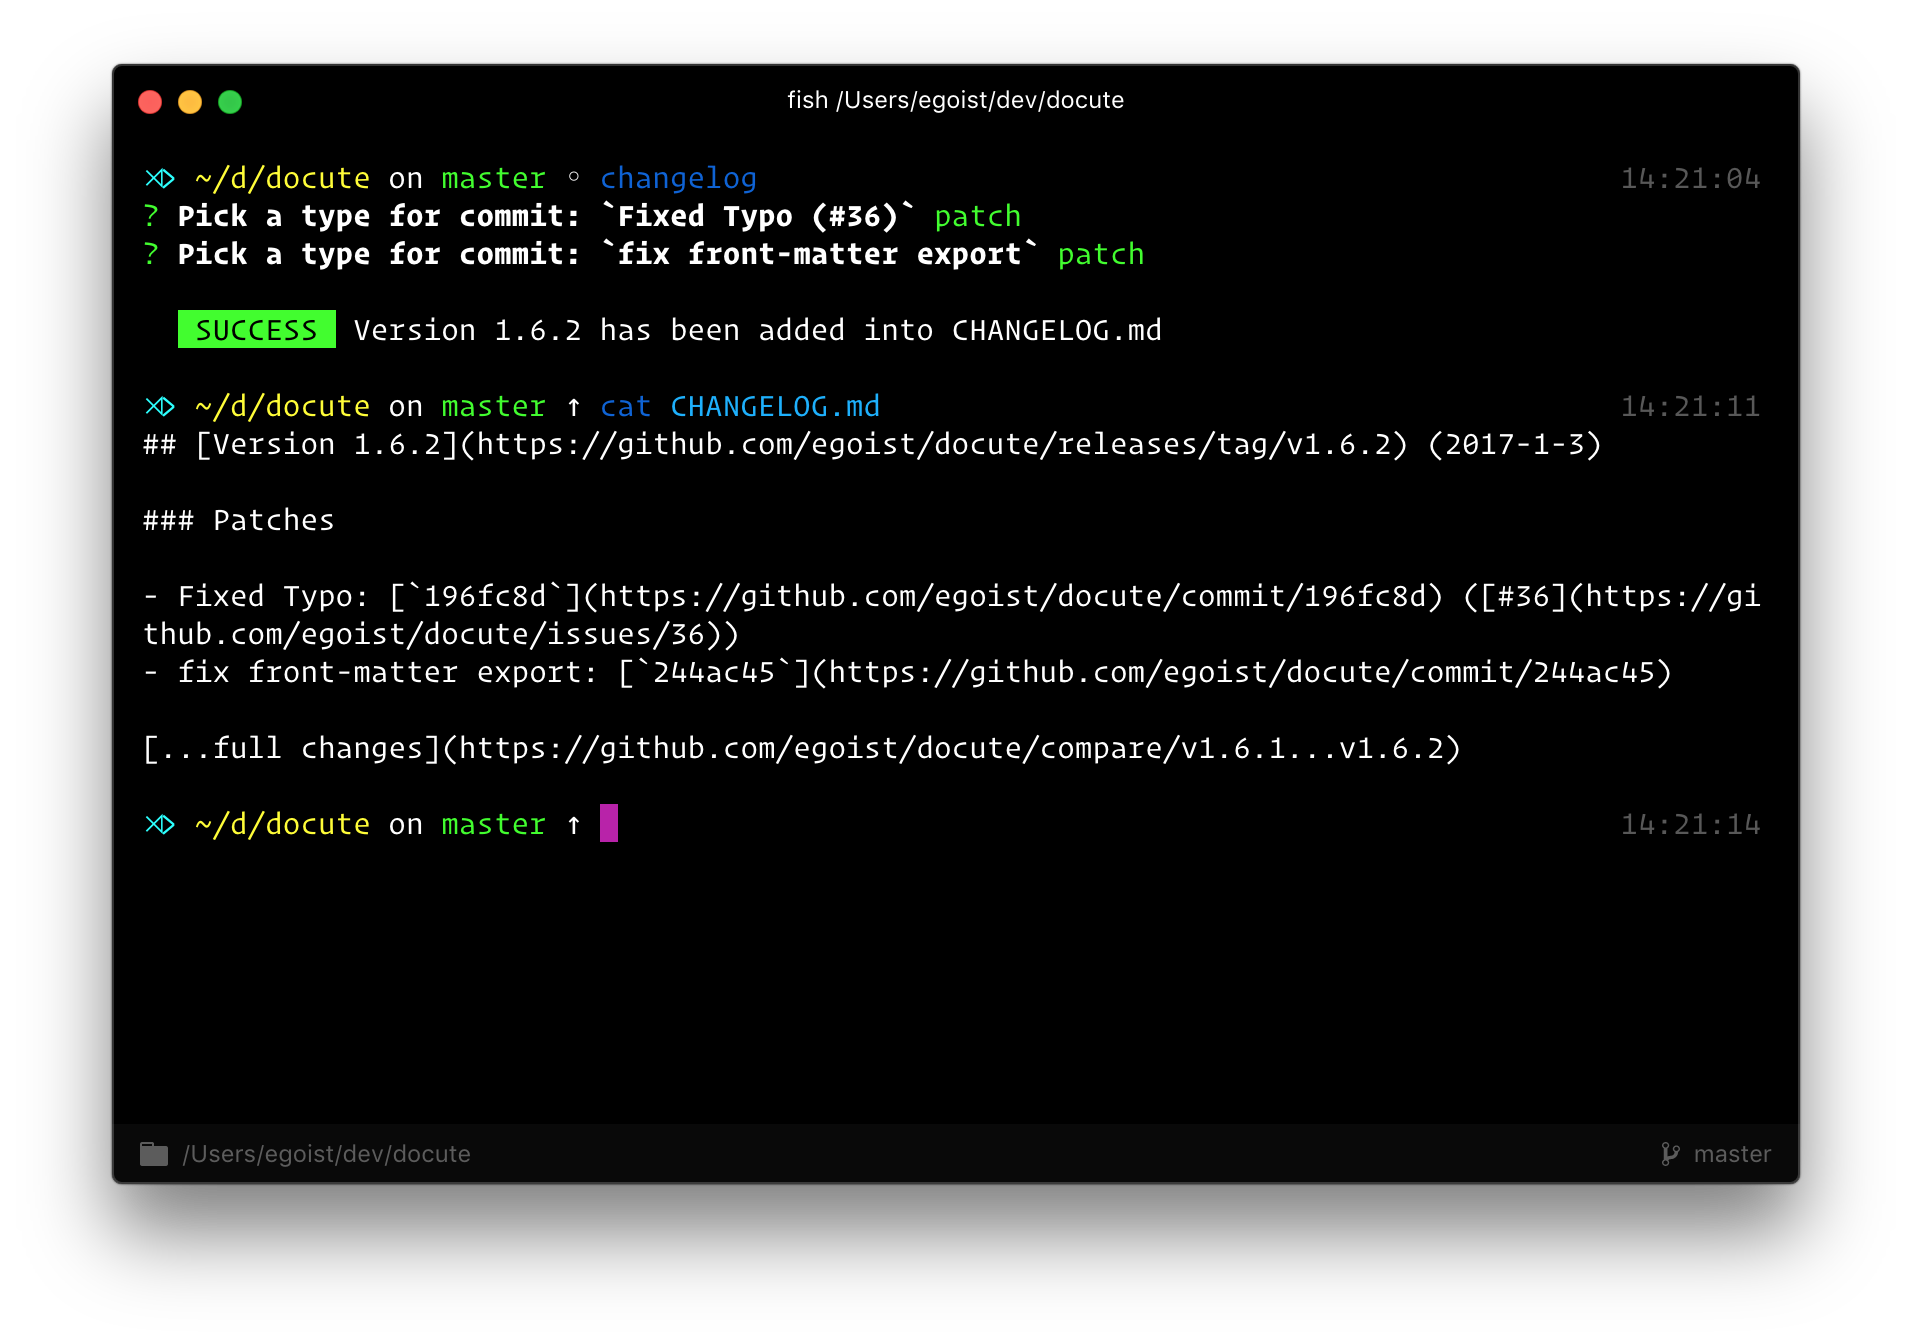 fish /Users/egoist/dev/docute
⋊> ~/d/docute on master ◦ changelog 14:21:04
? Pick a type for commit: `Fixed Typo (#36)` patch
? Pick a type for commit: `fix front-matter export` patch
SUCCESS Version 1.6.2 has been added into CHANGELOG.md
⋊> ~/d/docute on master ↑ cat CHANGELOG.md 14:21:11
## [Version 1.6.2](https://github.com/egoist/docute/releases/tag/v1.6.2) (2017-1-3)
### Patches
- Fixed Typo: [`196fc8d`](https://github.com/egoist/docute/commit/196fc8d) ([#36](https://gi
thub.com/egoist/docute/issues/36))
- fix front-matter export: [`244ac45`](https://github.com/egoist/docute/commit/244ac45)
[...full changes](https://github.com/egoist/docute/compare/v1.6.1...v1.6.2)
⋊> ~/d/docute on master ↑ 14:21:14
/Users/egoist/dev/docute master